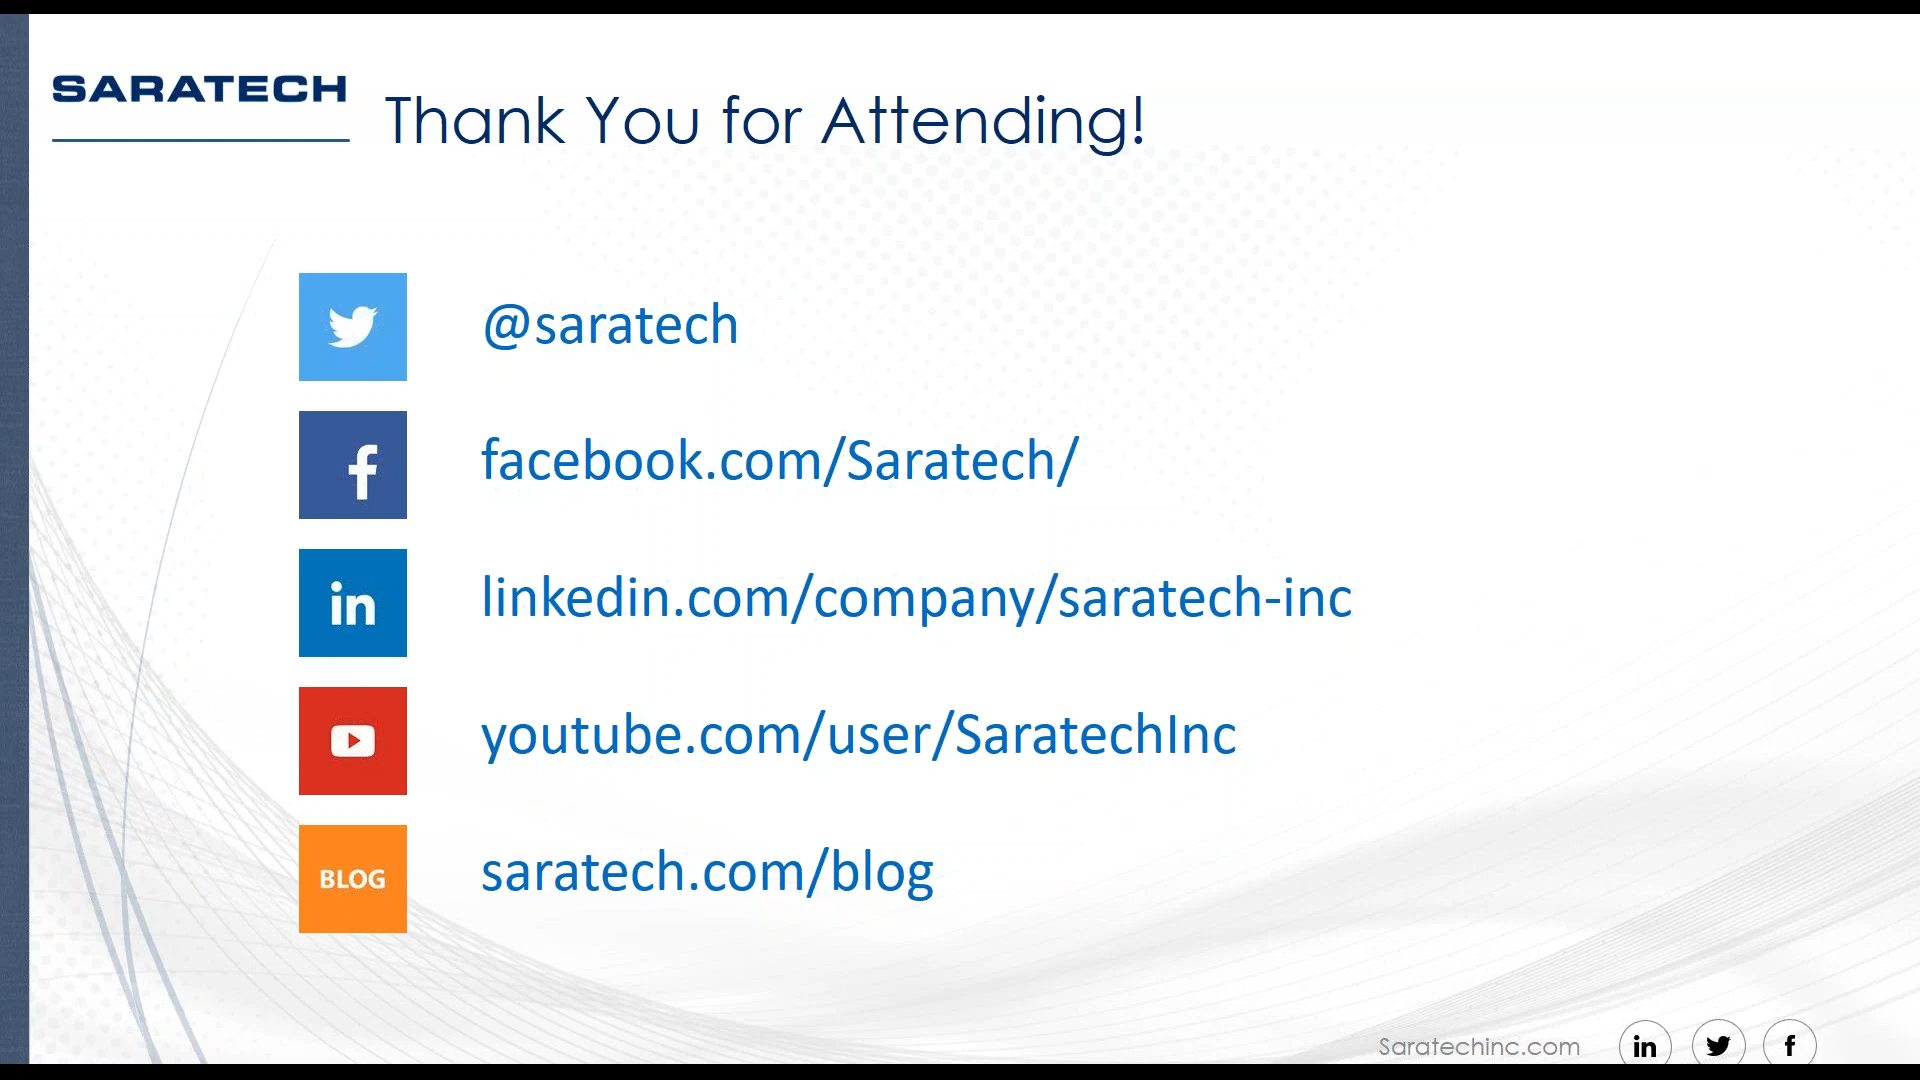 SARATECH
Thank You for Attending!
@saratech
facebook.com/Saratech/
in
linkedin.com/company/saratech-inc
youtube.com/user/SaratechInc
BLOG
saratech.com/blog
Saratechinc.com
in
f